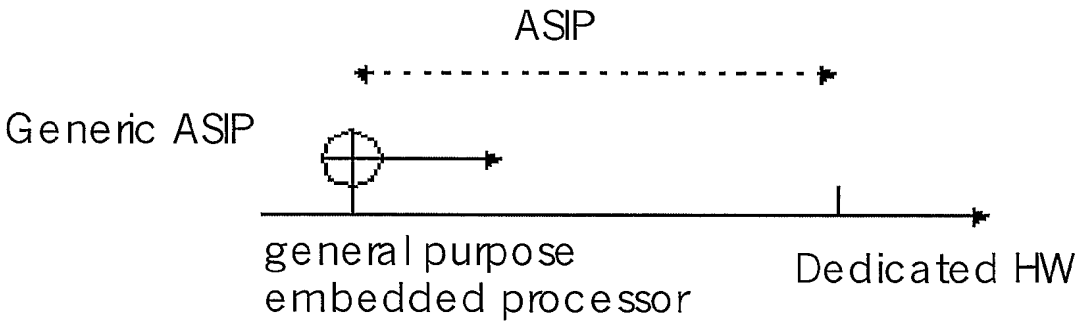 ASIP
Generic ASIP
general purpose
embedded processor
Dedicated HW